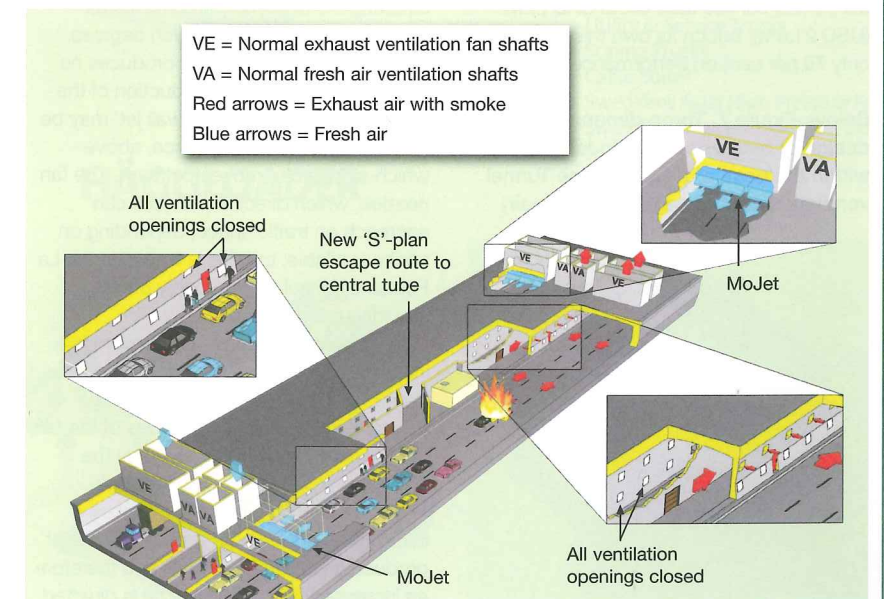 VE = Normal exhaust ventilation fan shafts
VA = Normal fresh air ventilation shafts
Red arrows = Exhaust air with smoke
Blue arrows = Fresh air
VE
VA
All ventilation
openings closed
New 'S'-plan
escape route to
central tube
VE
VA
VA
VE
MoJet
VE
VA
VA
VE
MoJet
All ventilation
openings closed